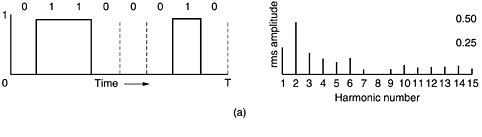 0 1 1 0 0 0 1 0
1
0 Time T
rms amplitude
0.50
0.25
1 2 3 4 5 6 7 8 9 10 11 12 13 14 15
Harmonic number
(a)